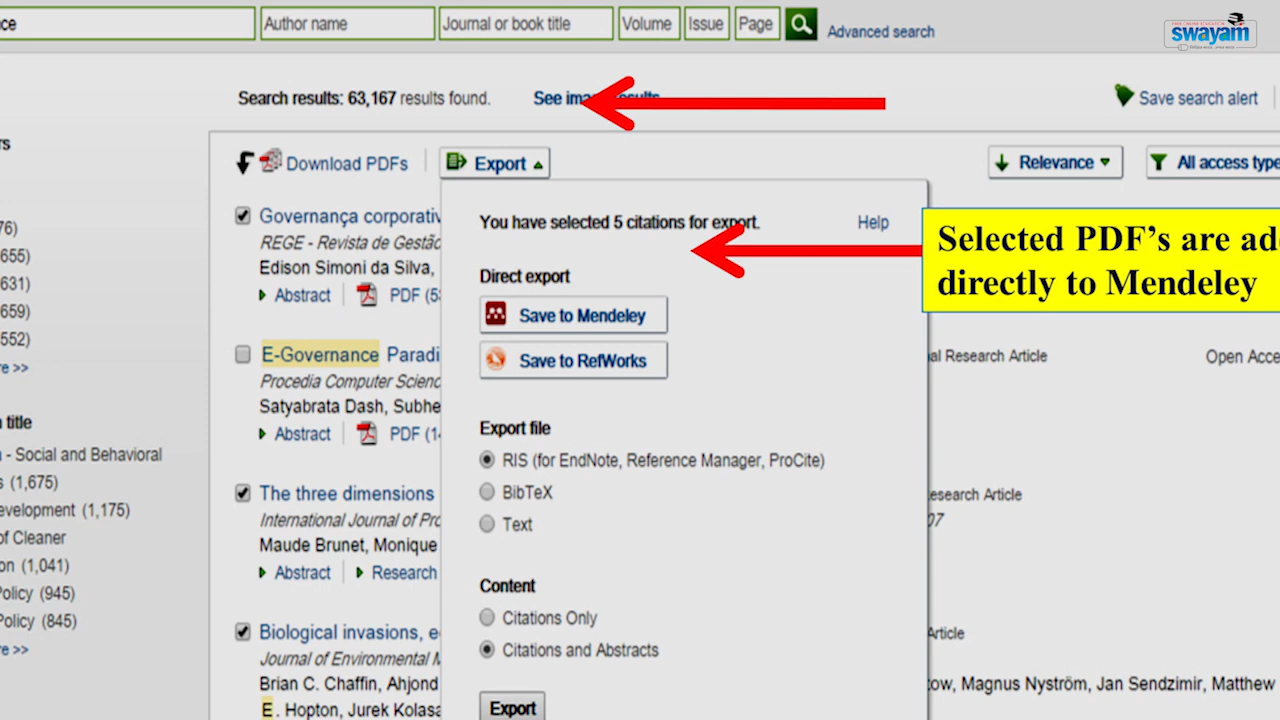 ce
Author name
Journal or book title
Volume
Issue
Page
Advanced search
FREE ONLINE EDUCATION
swayam
Search results: 63,167 results found.
See results
Save search alert
rs
Download PDFs
Export
Relevance
All access type
76)
655)
631)
659)
552)
re >>
Governança corporativ
REGE - Revista de Gestão
Edison Simoni da Silva,
Abstract
PDF (53
You have selected 5 citations for export.
Help
Direct export
Save to Mendeley
Save to RefWorks
Selected PDF's are ad
directly to Mendeley
E-Governance Paradi
Procedia Computer Scienc
Satyabrata Dash, Subhe
Abstract
PDF (14
al Research Article
Open Acce
Export file
RIS (for EndNote, Reference Manager, ProCite)
BibTeX
Text
title
- Social and Behavioral
s (1,675)
evelopment (1,175)
of Cleaner
on (1,041)
Policy (945)
Policy (845)
re >>
The three dimensions
International Journal of Pro
Maude Brunet, Monique
Abstract
Research
esearch Article
07
Content
Citations Only
Citations and Abstracts
Export
Biological invasions, e
Journal of Environmental M
Brian C. Chaffin, Ahjond
E. Hopton, Jurek Kolasa
Article
tow, Magnus Nyström, Jan Sendzimir, Matthew